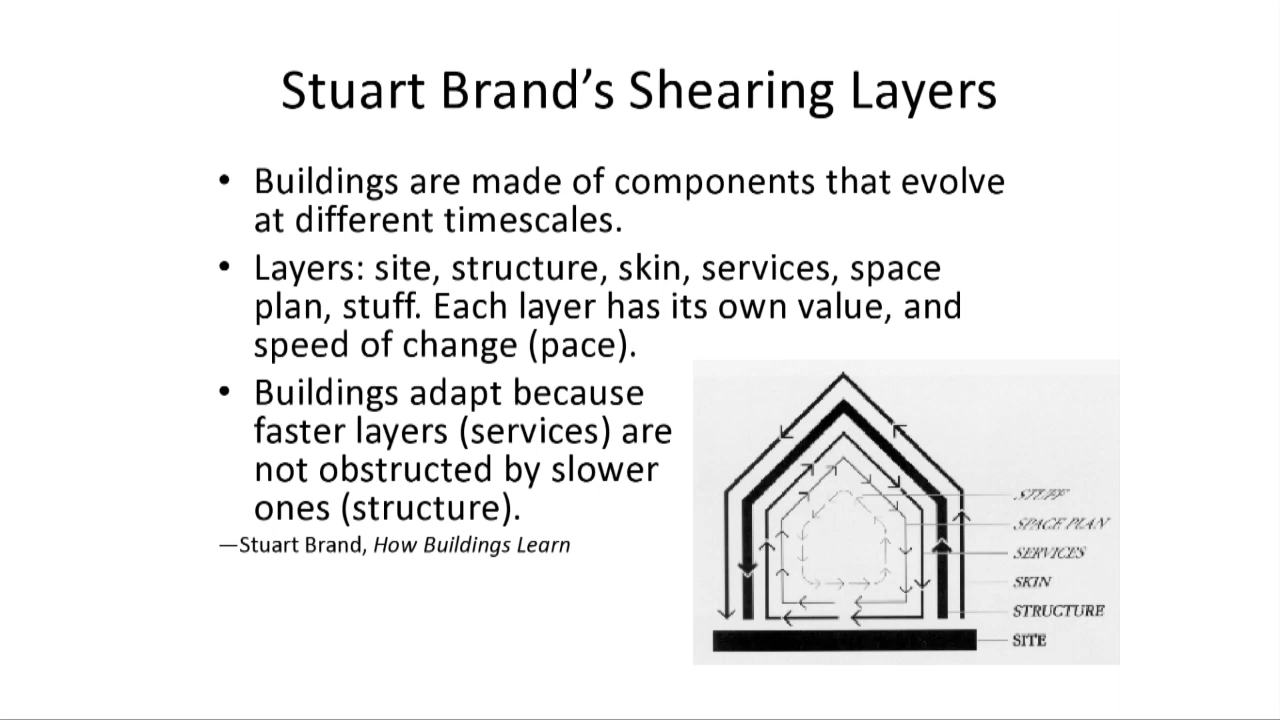 Stuart Brand’s Shearing Layers
• Buildings are made of components that evolve
at different timescales.
• Layers: site, structure, skin, services, space
plan, stuff. Each layer has its own value, and
speed of change (pace).
• Buildings adapt because
faster layers (services) are
not obstructed by slower
ones (structure).
—Stuart Brand, How Buildings Learn
STUFF
SPACE PLAN
SERVICES
SKIN
STRUCTURE
SITE